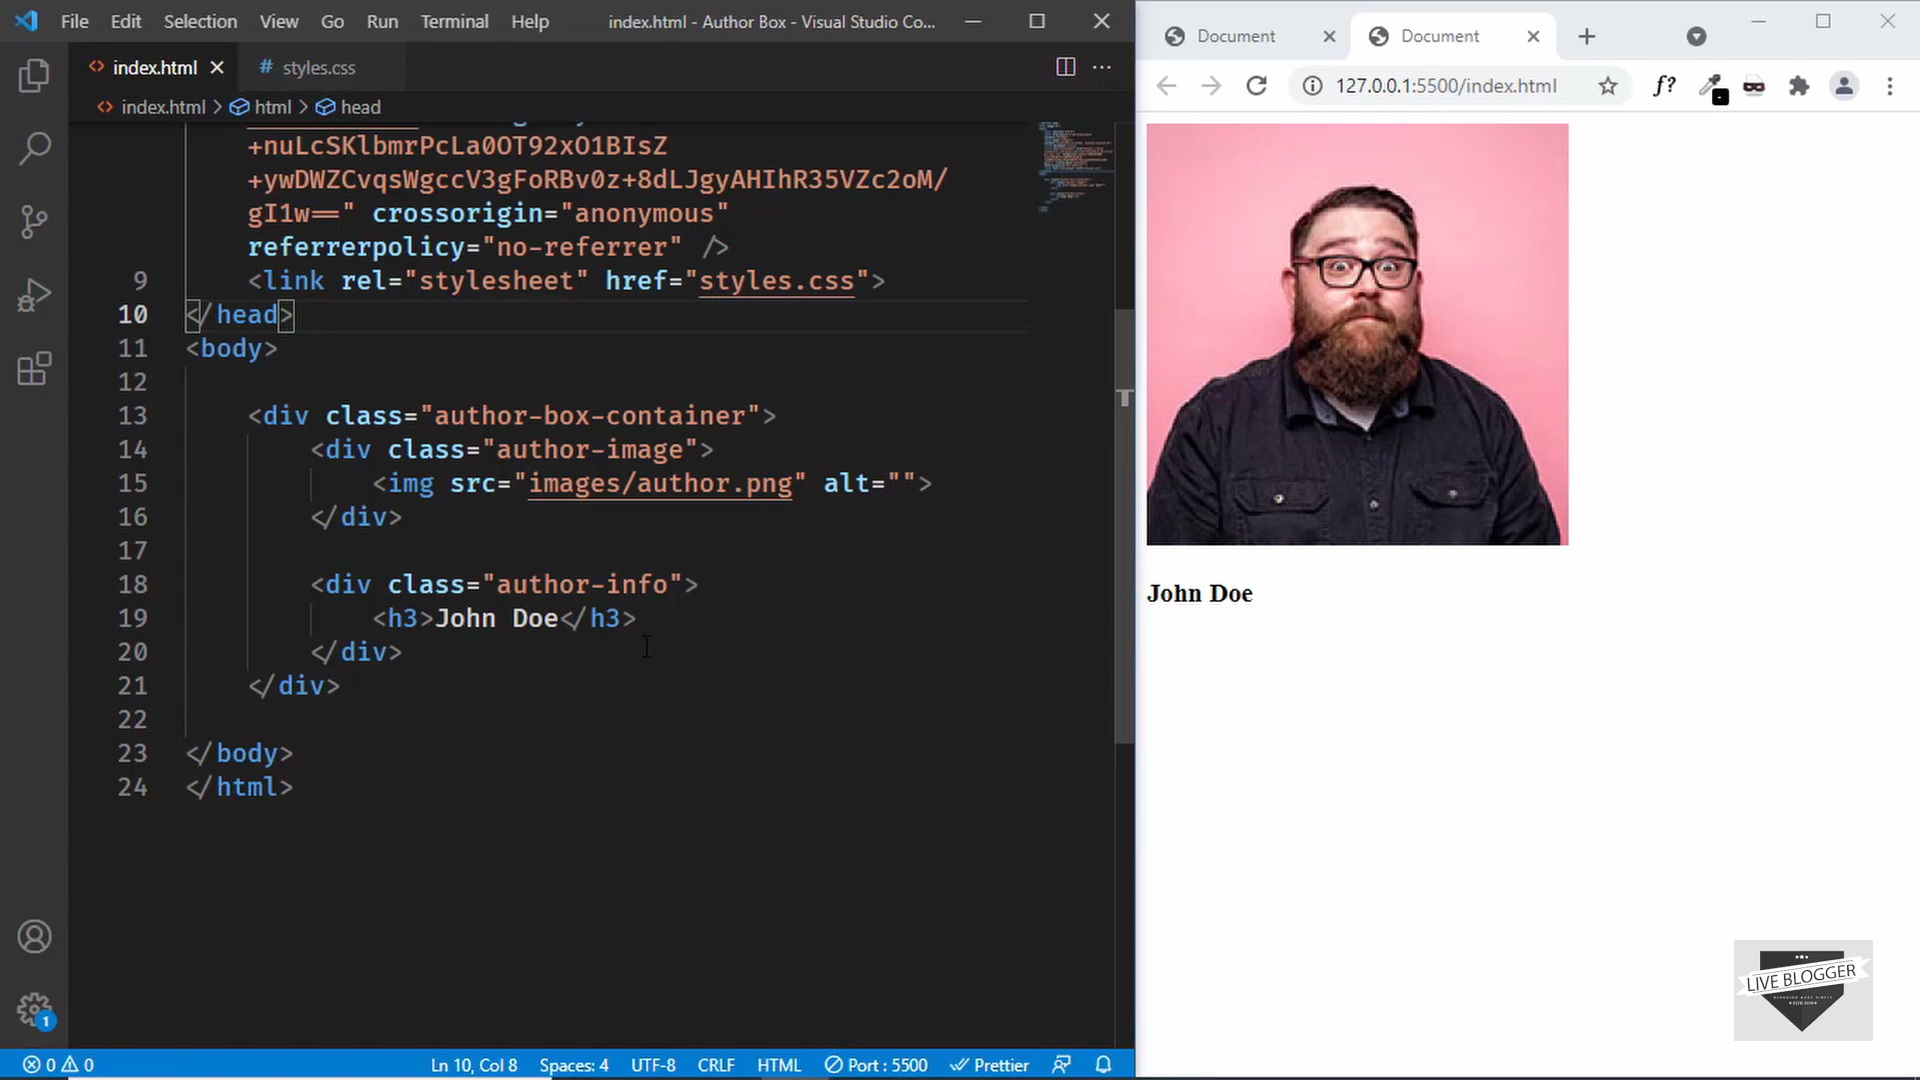 File Edit Selection View Go Run Terminal Help index.html - Author Box - Visual Studio Co...
index.html styles.css
index.html > html > head
+nuLcSKlbmrPcLa0OT92xO1BIsZ
+ywDWZCvqsWgccV3gFoRBv0z+8dLJgyAHIhR35VZc2oM/
gI1w==" crossorigin="anonymous"
referrerpolicy="no-referrer" />
9 <link rel="stylesheet" href="styles.css">
10 </head>
11 <body>
12
13 <div class="author-box-container">
14 <div class="author-image">
15 <img src="images/author.png" alt="">
16 </div>
17
18 <div class="author-info">
19 <h3>John Doe</h3>
20 </div>
21 </div>
22
23 </body>
24 </html>
1
0 0 Ln 10, Col 8 Spaces: 4 UTF-8 CRLF HTML Port : 5500 Prettier
Document Document
127.0.0.1:5500/index.html f?
John Doe
LIVE BLOGGER